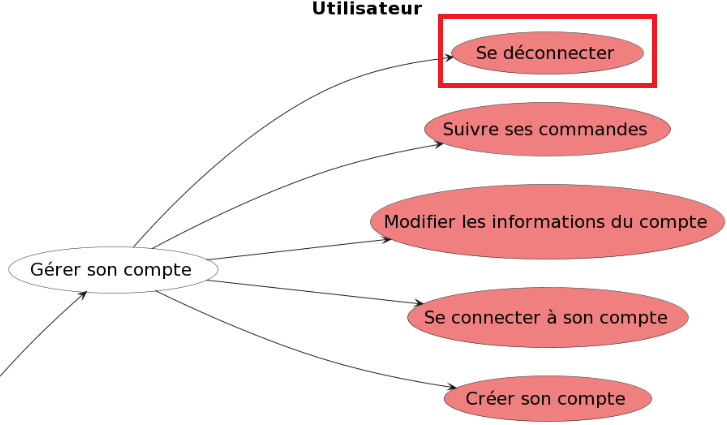 Utilisateur
Se déconnecter
Suivre ses commandes
Modifier les informations du compte
Gérer son compte
Se connecter à son compte
Créer son compte